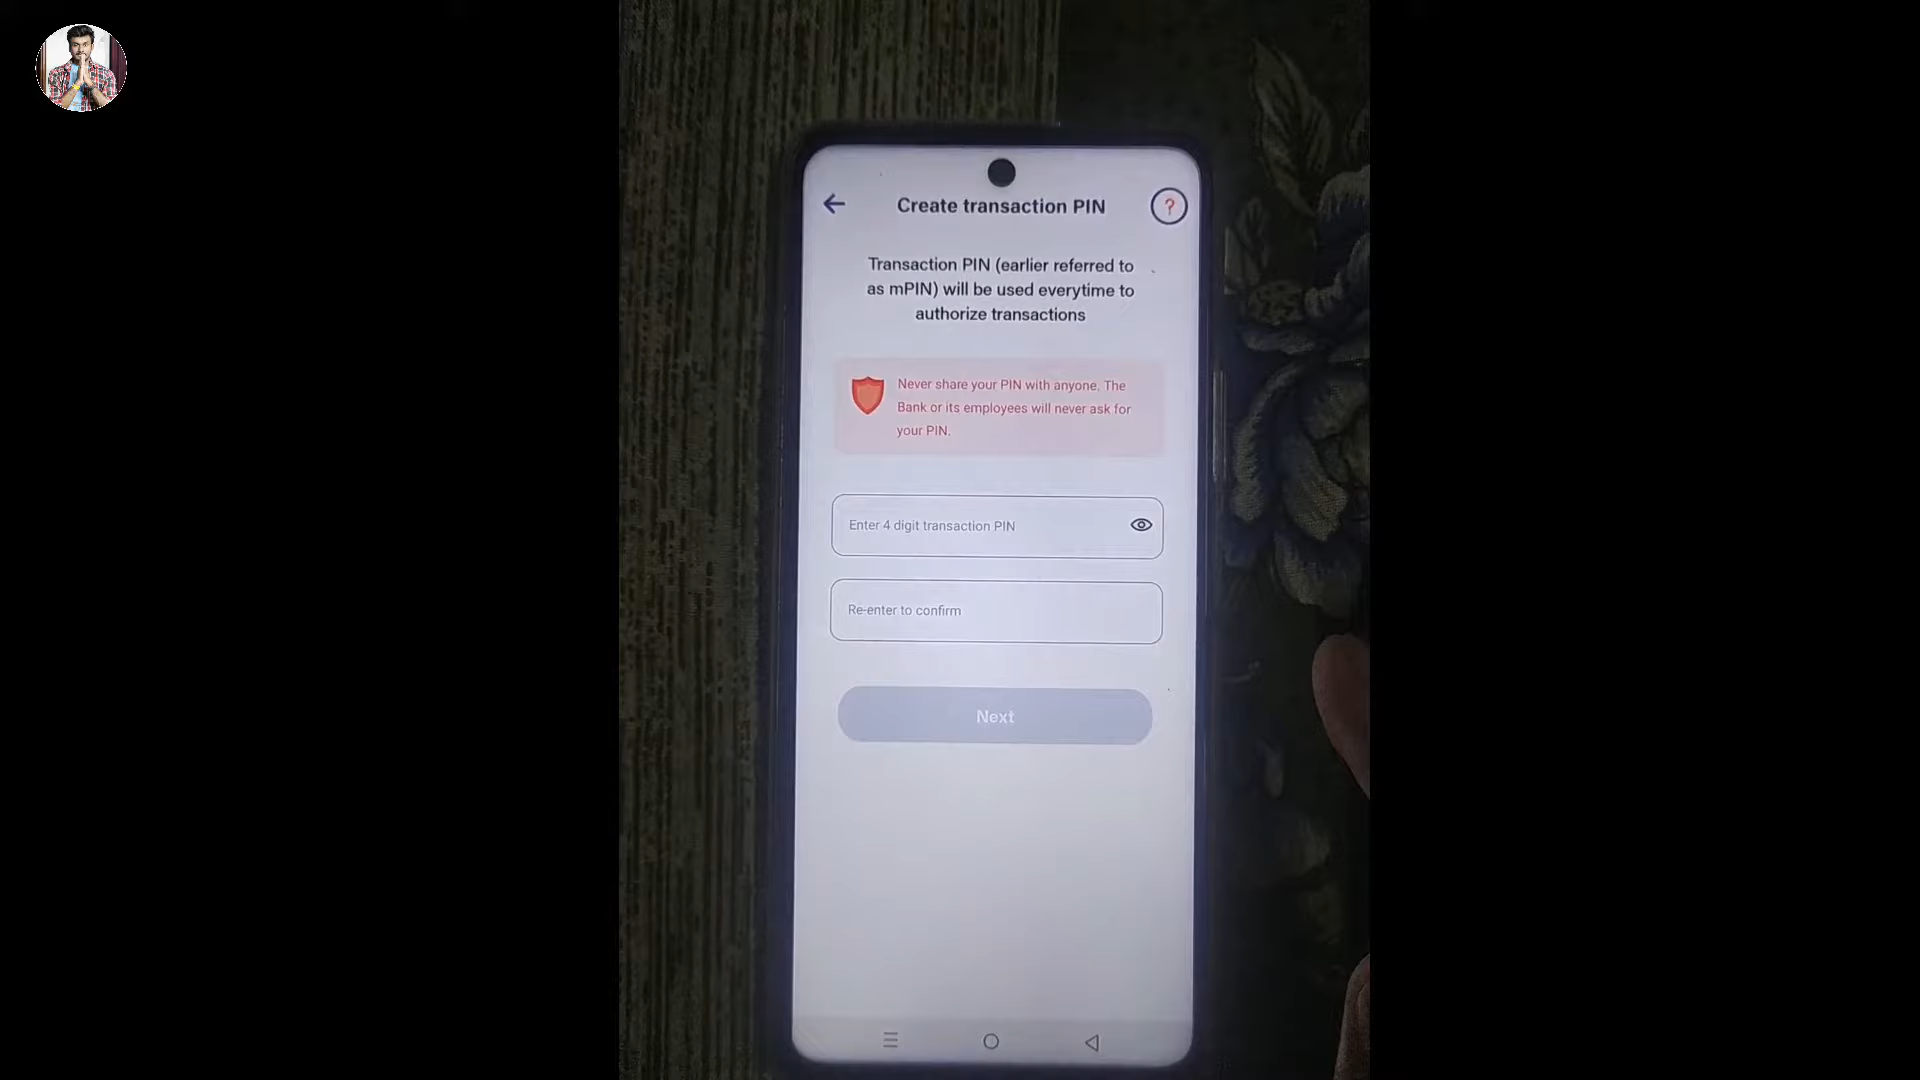 Create transaction PIN
?
Transaction PIN (earlier referred to
as mPIN) will be used everytime to
authorize transactions
Never share your PIN with anyone. The
Bank or its employees will never ask for
your PIN.
Enter 4 digit transaction PIN
Re-enter to confirm
Next